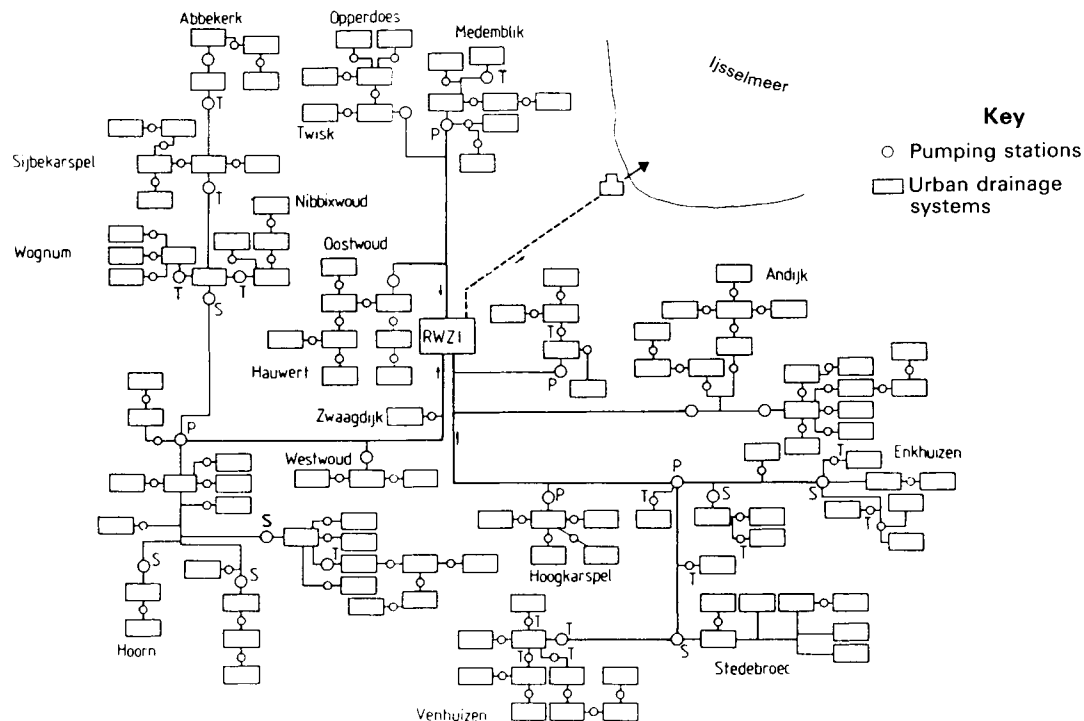 Abbekerk
Opperdoes
Medemblik
Ijsselmeer
Key
Pumping stations
Urban drainage
systems
T
T
P
Twisk
Sijbekarspel
T
Nibbixwoud
Wognum
Oostwoud
T
T
S
Andijk
RWZI
T
P
Hauwert
Zwaagdijk
P
Westwoud
Enkhuizen
P
T
S
S
T
P
T
T
Hoogkarspel
T
S
T
S
S
Hoorn
T
T
T
T
S
Stedebroec
Venhuizen